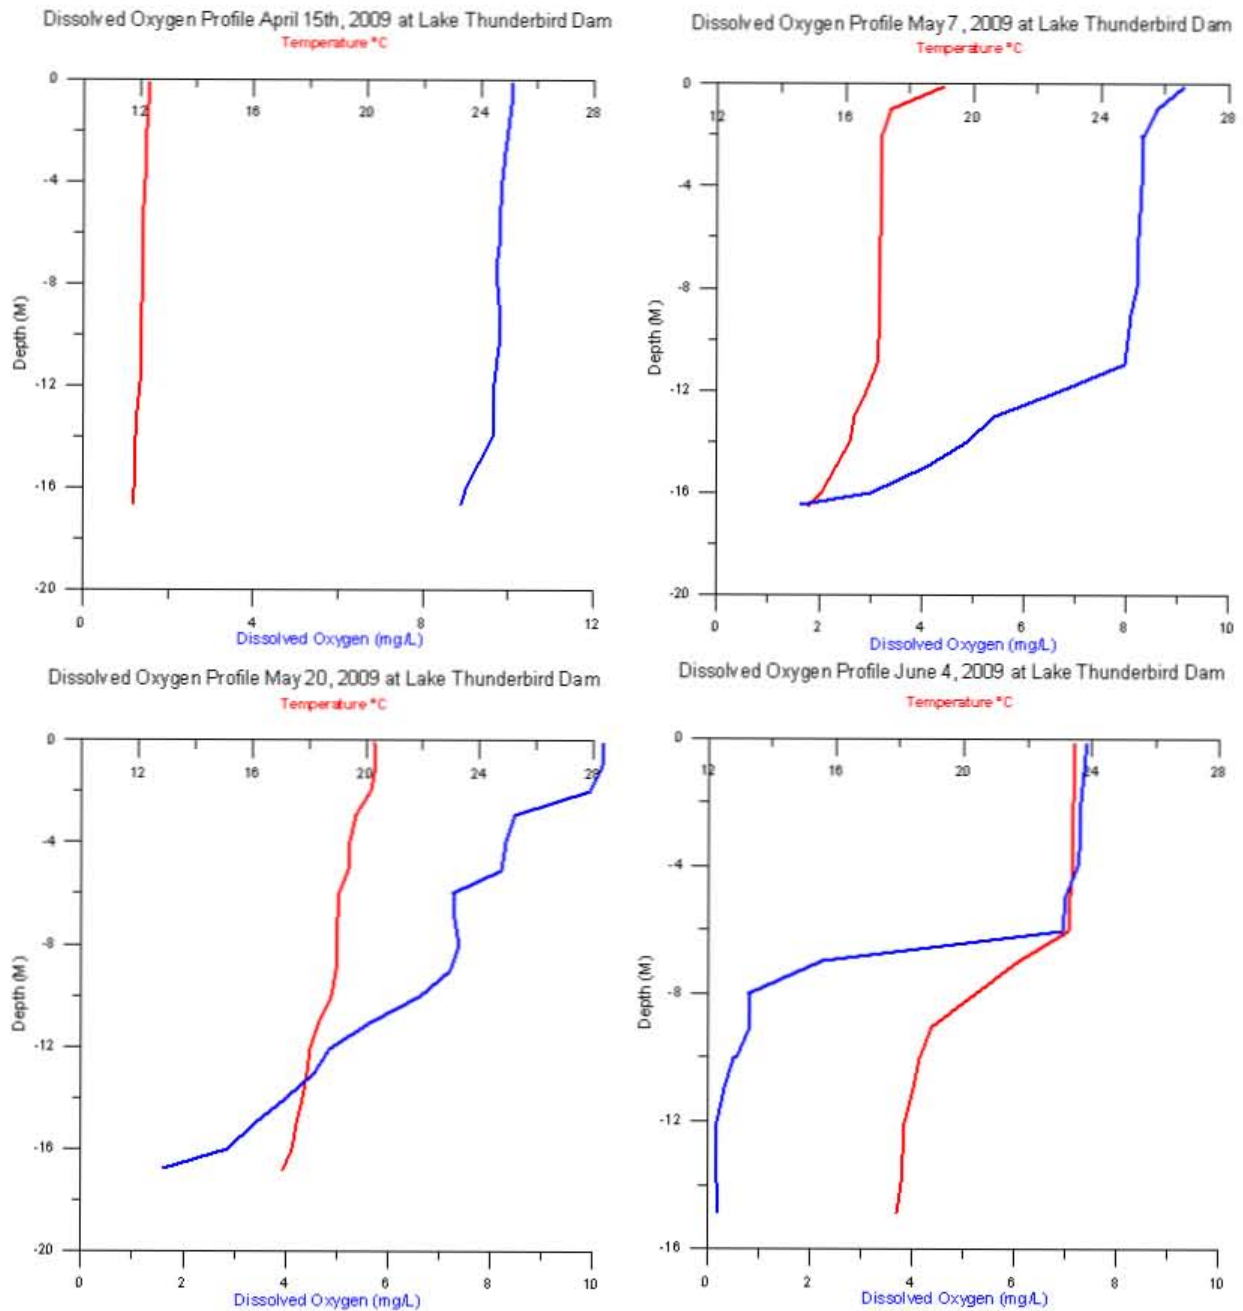 Dissolved Oxygen Profile April 15th, 2009 at Lake Thunderbird Dam
Temperature °C
0
12 16 20 24 28
-4
-8
Depth (M)
-12
-16
-20
0 4 8 12
Dissolved Oxygen (mg/L)
Dissolved Oxygen Profile May 7, 2009 at Lake Thunderbird Dam
Temperature °C
0
12 16 20 24 28
-4
-8
Depth (M)
-12
-16
-20
0 2 4 6 8 10
Dissolved Oxygen (mg/L)
Dissolved Oxygen Profile May 20, 2009 at Lake Thunderbird Dam
Temperature °C
0
12 16 20 24 28
-4
-8
Depth (M)
-12
-16
-20
0 2 4 6 8 10
Dissolved Oxygen (mg/L)
Dissolved Oxygen Profile June 4, 2009 at Lake Thunderbird Dam
Temperature °C
0
12 16 20 24 28
-4
-8
Depth (M)
-12
-16
0 2 4 6 8 10
Dissolved Oxygen (mg/L)